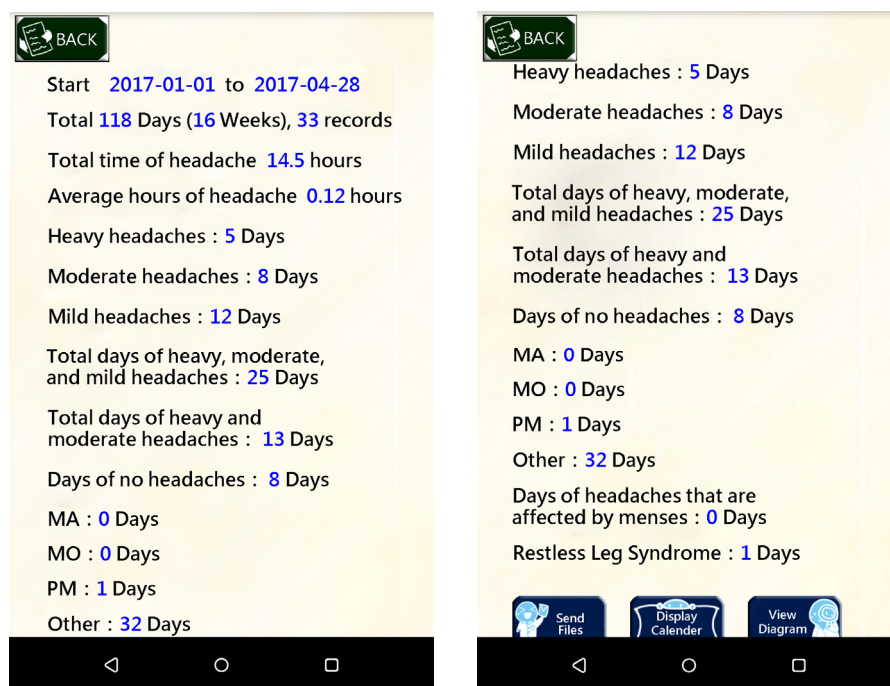 BACK
Start 2017-01-01 to 2017-04-28
Total 118 Days (16 Weeks), 33 records
Total time of headache 14.5 hours
Average hours of headache 0.12 hours
Heavy headaches : 5 Days
Moderate headaches : 8 Days
Mild headaches : 12 Days
Total days of heavy, moderate,
and mild headaches : 25 Days
Total days of heavy and
moderate headaches : 13 Days
Days of no headaches : 8 Days
MA : 0 Days
MO : 0 Days
PM : 1 Days
Other : 32 Days
BACK
Heavy headaches : 5 Days
Moderate headaches : 8 Days
Mild headaches : 12 Days
Total days of heavy, moderate,
and mild headaches : 25 Days
Total days of heavy and
moderate headaches : 13 Days
Days of no headaches : 8 Days
MA : 0 Days
MO : 0 Days
PM : 1 Days
Other : 32 Days
Days of headaches that are
affected by menses : 0 Days
Restless Leg Syndrome : 1 Days
Send
Files
Display
Calender
View
Diagram